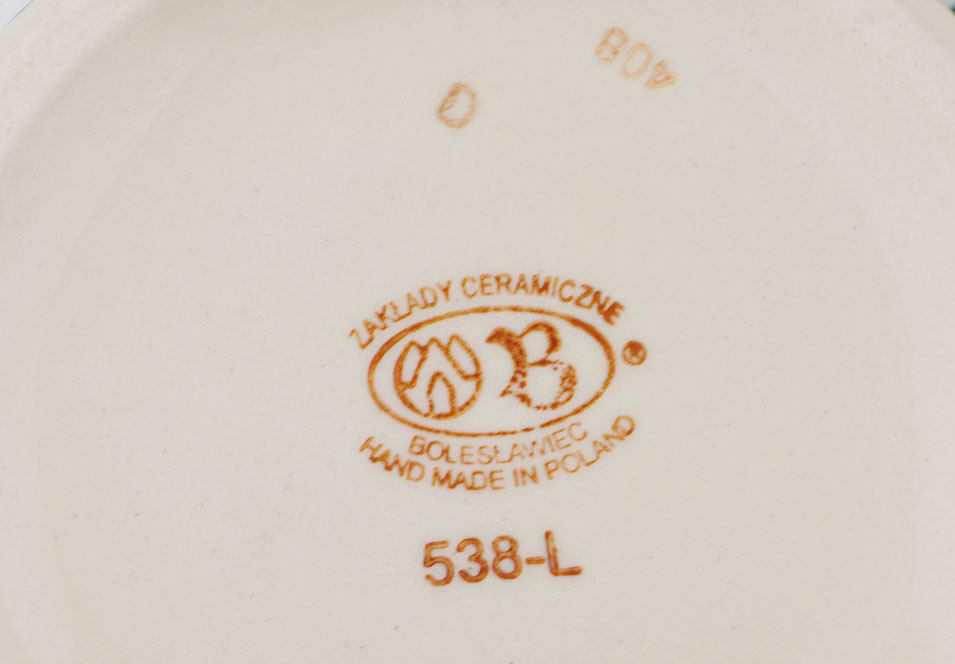 408
O
ZAKŁADY CERAMICZNE
B ®
BOLESŁAWIEC
HAND MADE IN POLAND
538-L